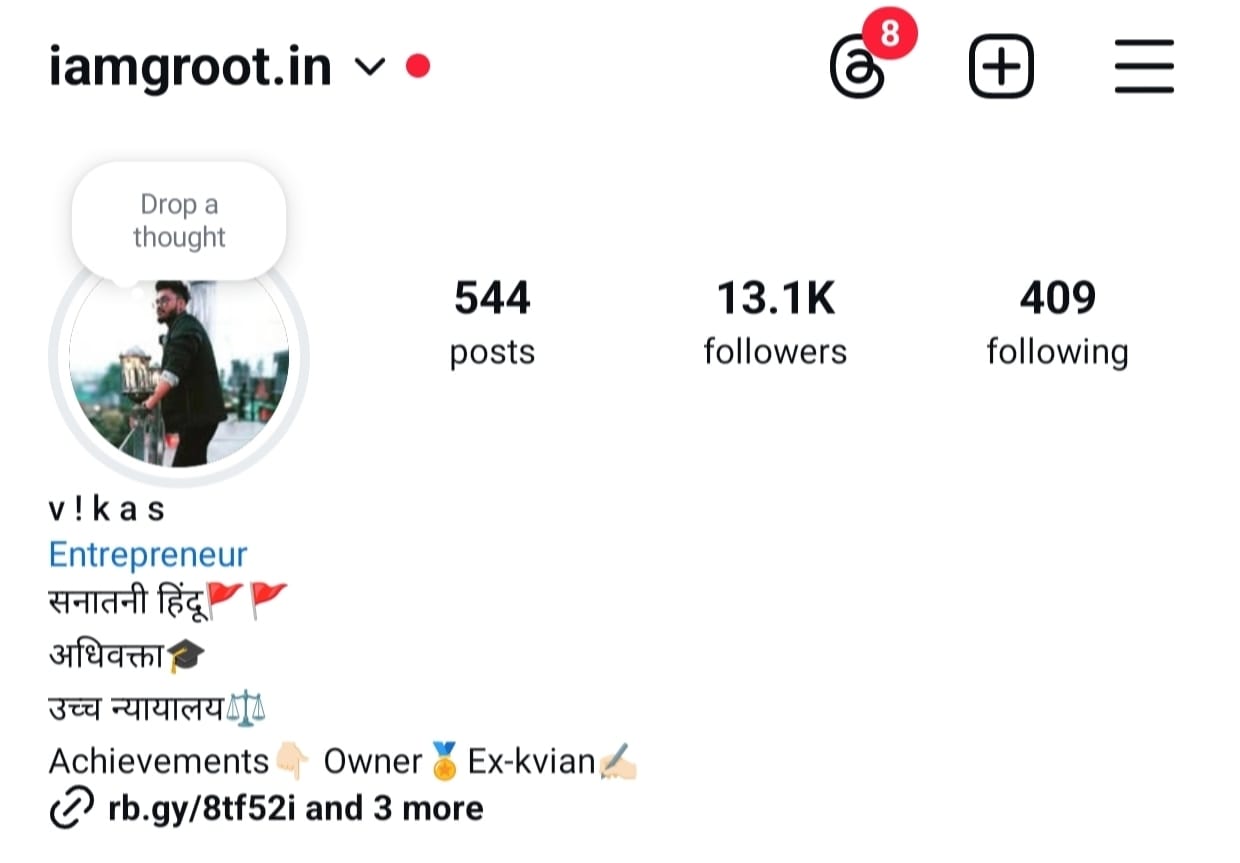 iamgroot.in
8
Drop a
thought
544
posts
13.1K
followers
409
following
v ! k a s
Entrepreneur
सनातनी हिंदू🚩🚩
अधिवक्ता🎓
उच्च न्यायालय⚖️
Achievements👇🏻 Owner🏅Ex-kvian✍🏻
rb.gy/8tf52i and 3 more